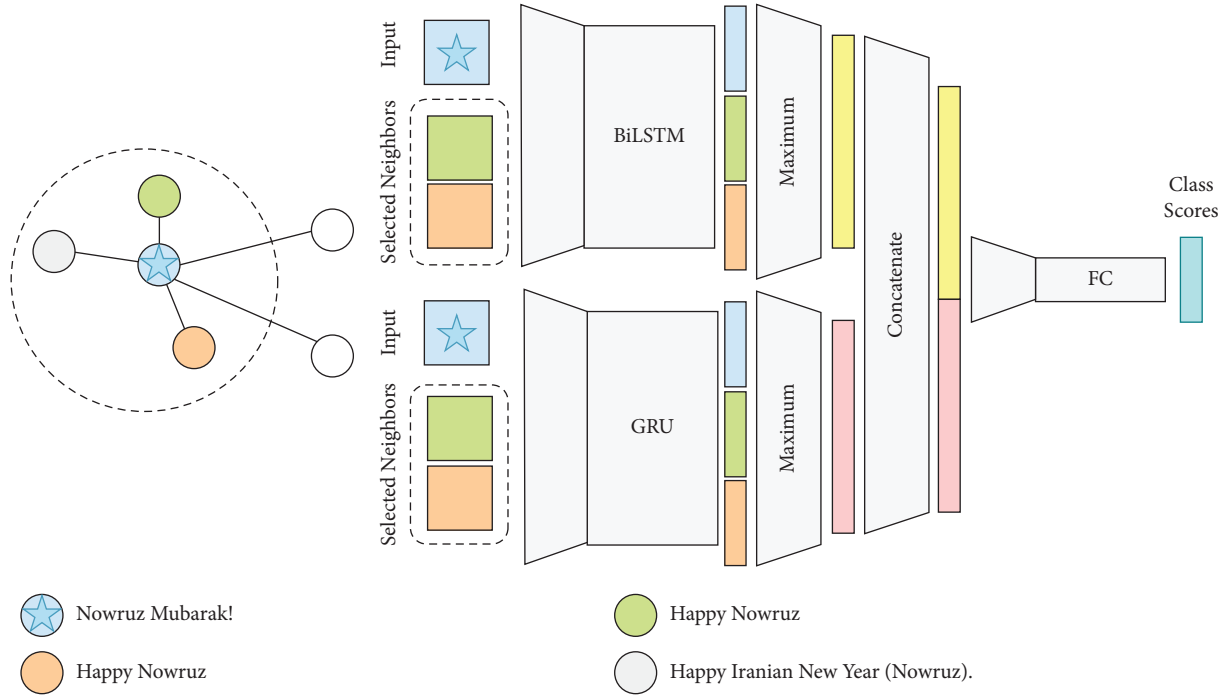 Input
Selected Neighbors
BiLSTM
Maximum
Input
Selected Neighbors
GRU
Maximum
Concatenate
FC
Class
Scores
Nowruz Mubarak!
Happy Nowruz
Happy Nowruz
Happy Iranian New Year (Nowruz).